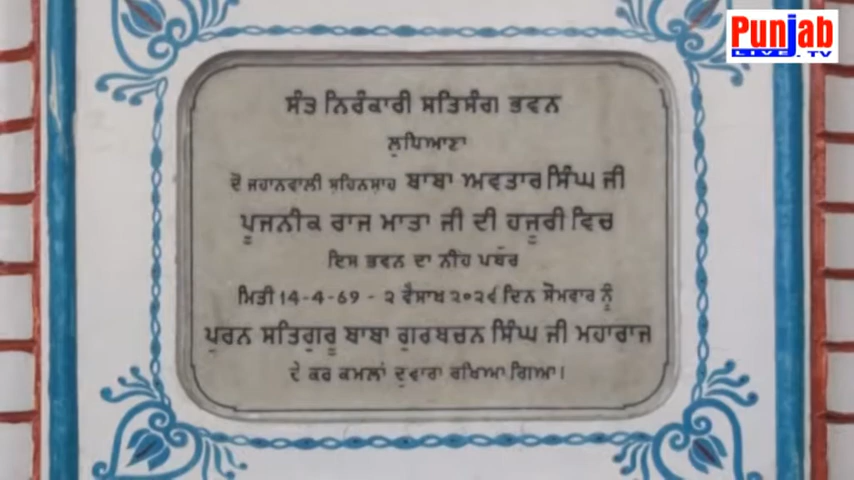 Punjab
LIVE.TV
ਸੰਤ ਨਿਰੰਕਾਰੀ ਸਤਿਸੰਗ ਭਵਨ
ਲੁਧਿਆਣਾ
ਦੋ ਜਹਾਨਵਾਲੀ ਸ਼ਹਿਨਸ਼ਾਹ ਬਾਬਾ ਅਵਤਾਰ ਸਿੰਘ ਜੀ
ਪੂਜਨੀਕ ਰਾਜ ਮਾਤਾ ਜੀ ਦੀ ਹਜੂਰੀ ਵਿਚ
ਇਸ ਭਵਨ ਦਾ ਨੀਂਹ ਪਥੱਰ
ਮਿਤੀ 14-4-69 - ੨ ਵੈਸਾਖ ੨੦੨੬ ਦਿਨ ਸੋਮਵਾਰ ਨੂੰ
ਪੂਰਨ ਸਤਿਗੁਰੂ ਬਾਬਾ ਗੁਰਬਚਨ ਸਿੰਘ ਜੀ ਮਹਾਰਾਜ
ਦੇ ਕਰ ਕਮਲਾਂ ਦੁਵਾਰਾ ਰਖਿਆ ਗਿਆ।